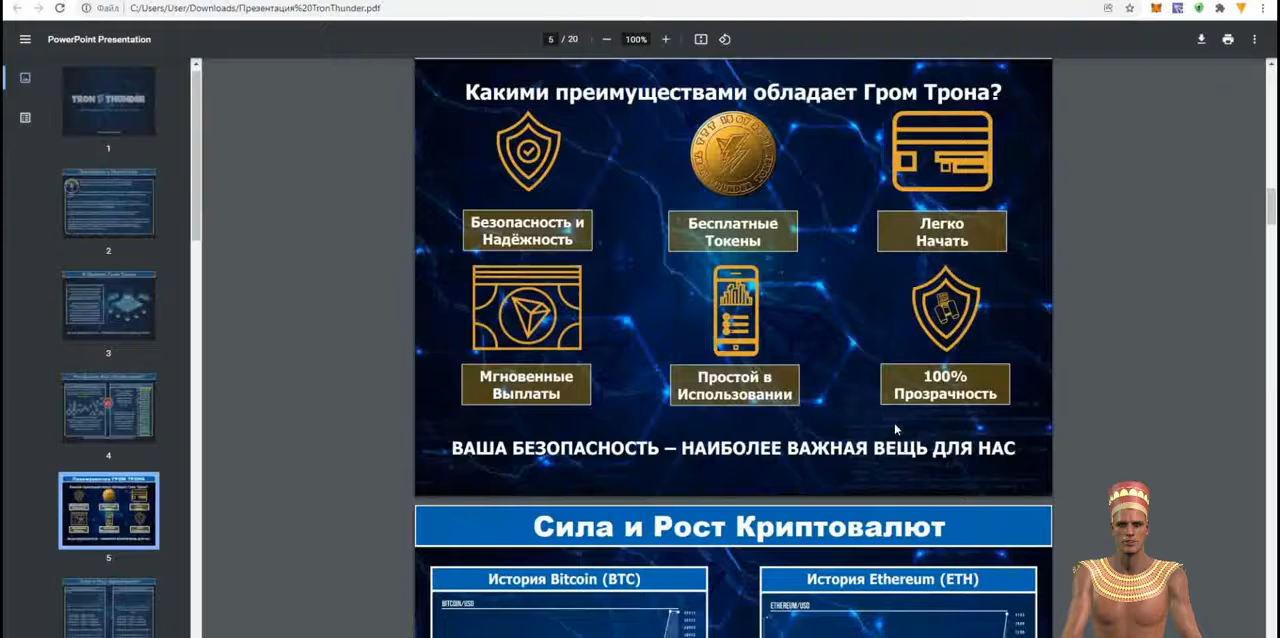 Файл
C:/Users/User/Downloads/Презентация%20TronThunder.pdf
PowerPoint Presentation
5 / 20
100%
TRON THUNDER
1
2
3
4
5
Какими преимуществами обладает Гром Трона?
Безопасность и
Надёжность
Бесплатные
Токены
Легко
Начать
Мгновенные
Выплаты
Простой в
Использовании
100%
Прозрачность
ВАША БЕЗОПАСНОСТЬ – НАИБОЛЕЕ ВАЖНАЯ ВЕЩЬ ДЛЯ НАС
Сила и Рост Криптовалют
История Bitcoin (BTC)
История Ethereum (ETH)
BITCOIN/USD
ETHEREUM/USD